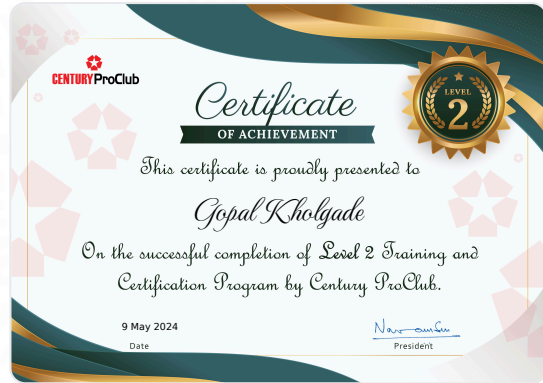 CENTURY ProClub
Certificate
OF ACHIEVEMENT
LEVEL
2
This certificate is proudly presented to
Gopal Kholgade
On the successful completion of Level 2 Training and
Certification Program by Century ProClub.
9 May 2024
Date
President